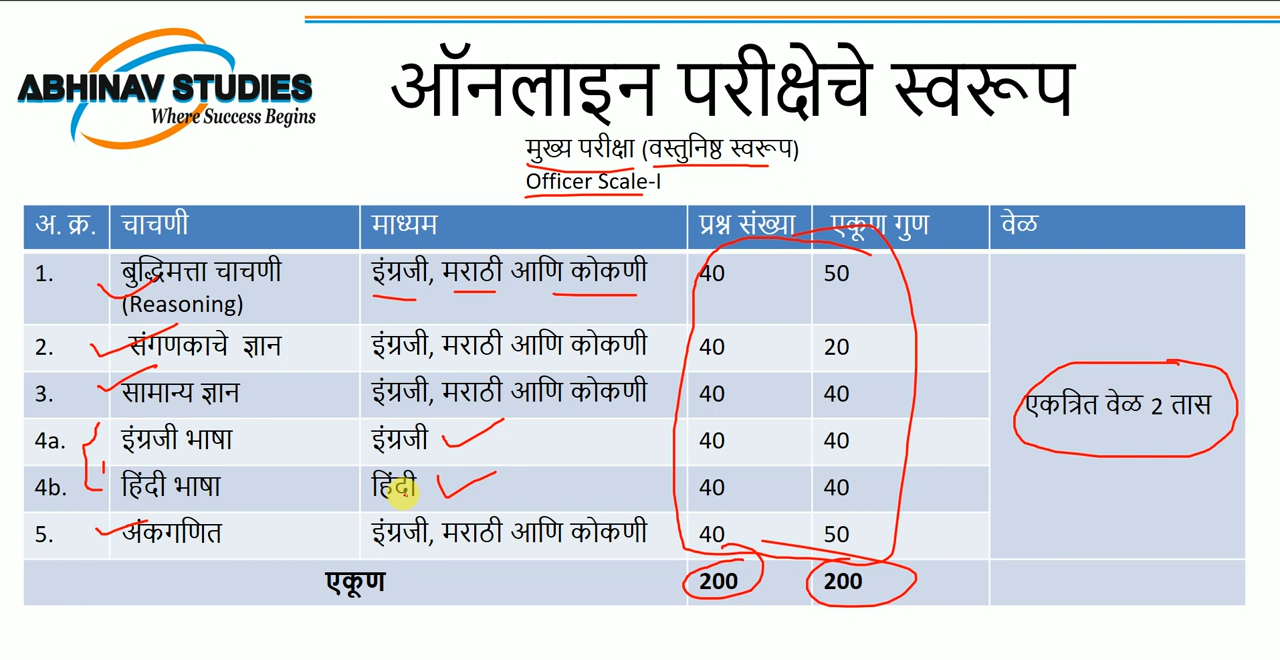 ABHINAV STUDIES
Where Success Begins
ऑनलाइन परीक्षेचे स्वरूप
मुख्य परीक्षा (वस्तुनिष्ठ स्वरूप)
Officer Scale-I
अ. क्र. चाचणी माध्यम प्रश्न संख्या एकूण गुण वेळ
1. बुद्धिमत्ता चाचणी इंग्रजी, मराठी आणि कोकणी 40 50
(Reasoning)
2. संगणकाचे ज्ञान इंग्रजी, मराठी आणि कोकणी 40 20
3. सामान्य ज्ञान इंग्रजी, मराठी आणि कोकणी 40 40
एकत्रित वेळ 2 तास
4a. इंग्रजी भाषा इंग्रजी 40 40
4b. हिंदी भाषा हिंदी 40 40
5. अंकगणित इंग्रजी, मराठी आणि कोकणी 40 50
एकूण 200 200